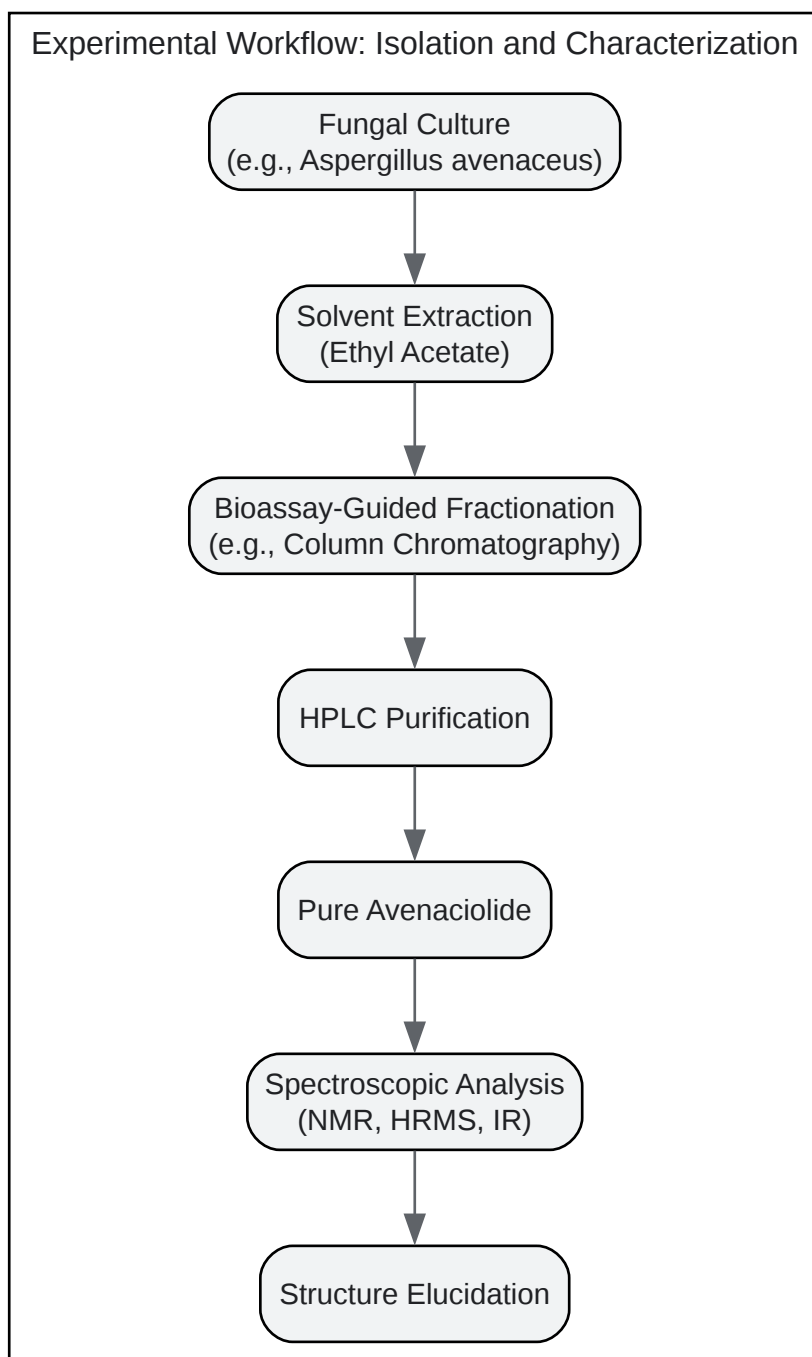 Experimental Workflow: Isolation and Characterization
Fungal Culture
(e.g., Aspergillus avenaceus)
Solvent Extraction
(Ethyl Acetate)
Bioassay-Guided Fractionation
(e.g., Column Chromatography)
HPLC Purification
Pure Avenaciolide
Spectroscopic Analysis
(NMR, HRMS, IR)
Structure Elucidation